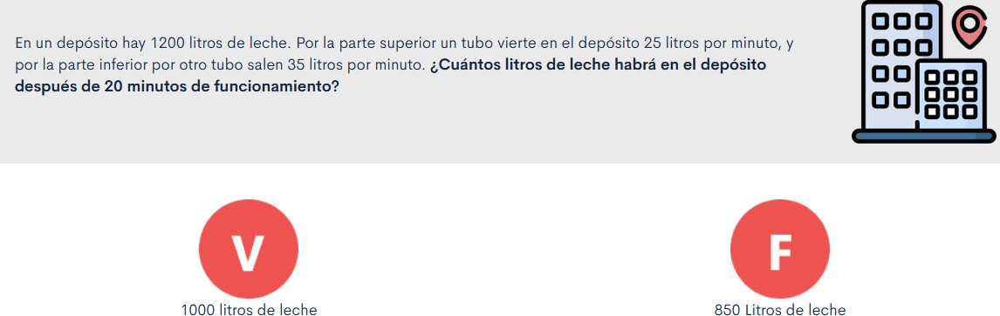 En un depósito hay 1200 litros de leche. Por la parte superior un tubo vierte en el depósito 25 litros por minuto, y
por la parte inferior por otro tubo salen 35 litros por minuto. ¿Cuántos litros de leche habrá en el depósito
después de 20 minutos de funcionamiento?
V
F
1000 litros de leche
850 Litros de leche